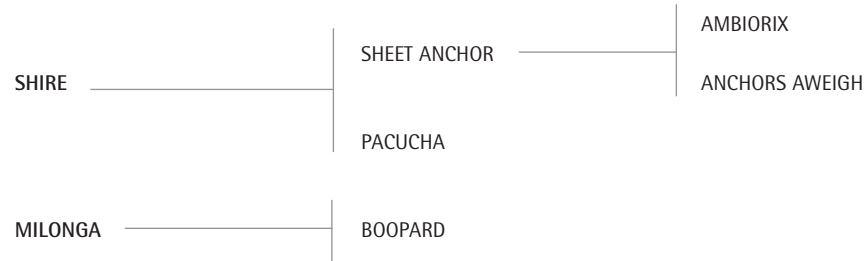 AMBIORIX
SHEET ANCHOR
SHIRE
ANCHORS AWEIGH
PACUCHA
MILONGA
BOOPARD